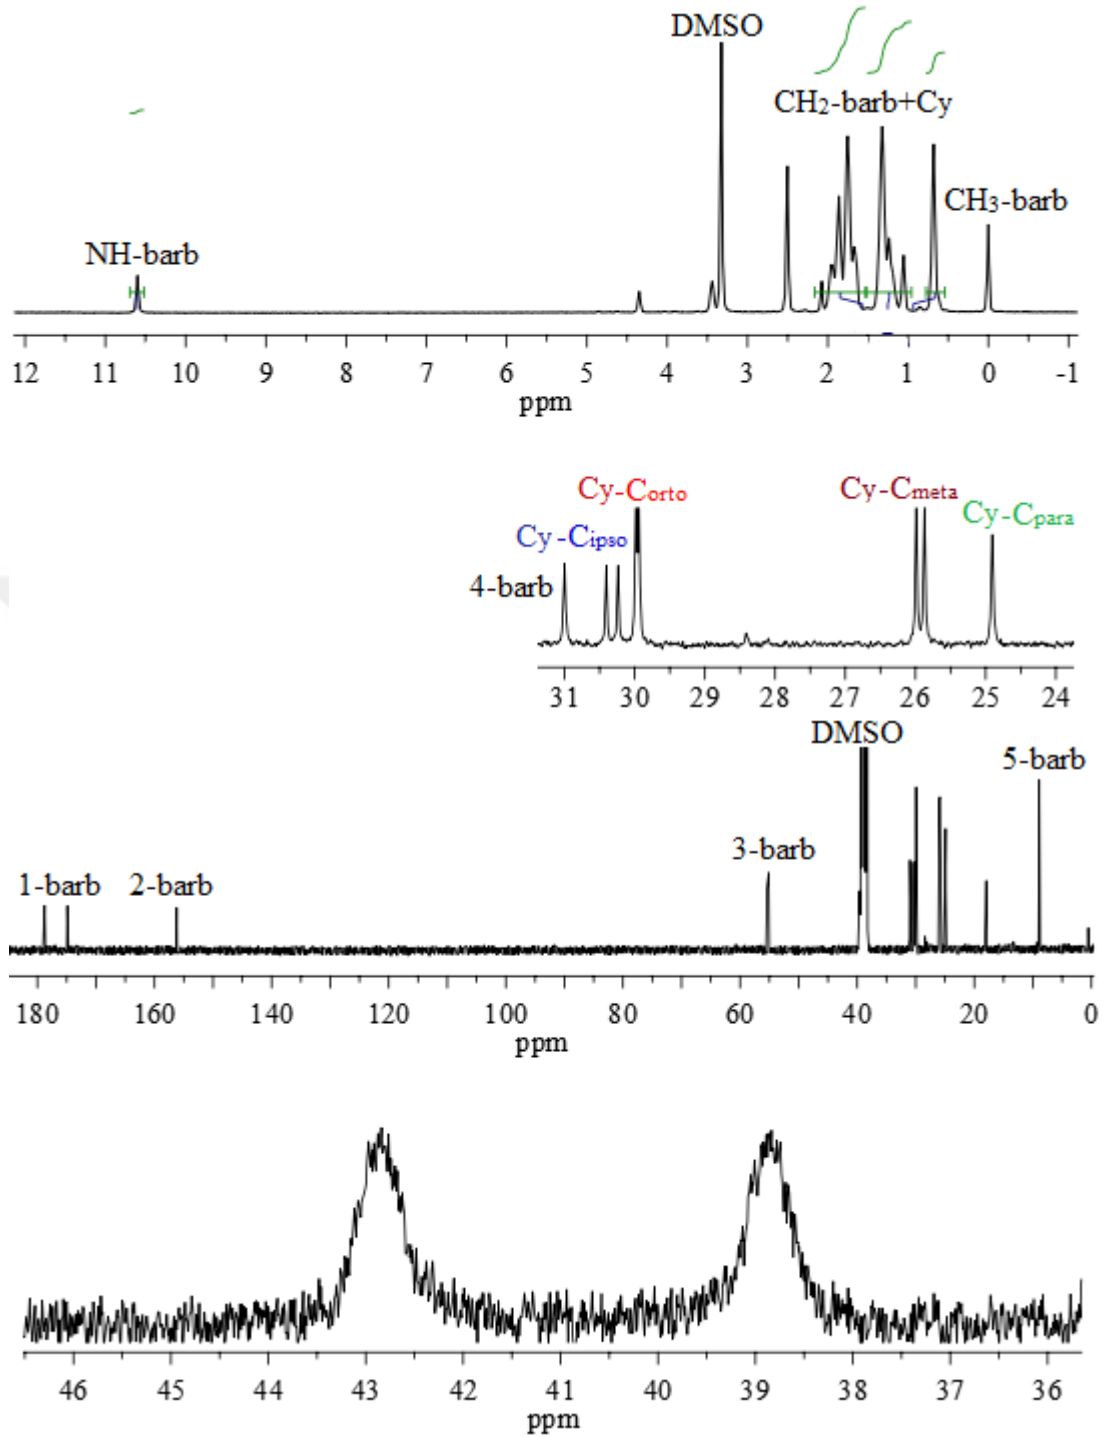 DMSO
CH2-barb+Cy
CH3-barb
NH-barb
12 11 10 9 8 7 6 5 4 3 2 1 0 -1
ppm
Cy-Corto
Cy-Cmeta
Cy-Cpara
Cy-Cipso
4-barb
31 30 29 28 27 26 25 24
DMSO
5-barb
3-barb
1-barb 2-barb
180 160 140 120 100 80 60 40 20 0
ppm
46 45 44 43 42 41 40 39 38 37 36
ppm